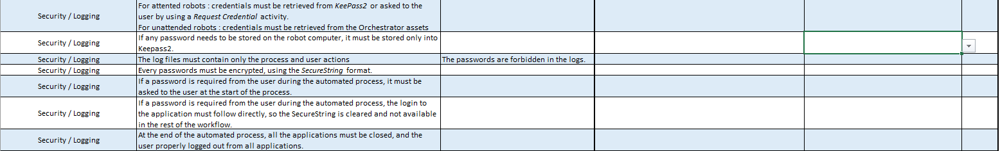 Security / Logging
For attented robots : credentials must be retrieved from KeePass2 or asked to the
user by using a Request Credential activity.
For unattended robots : credentials must be retrieved from the Orchestrator assets
Security / Logging
If any password needs to be stored on the robot computer, it must be stored only into
Keepass2.
Security / Logging
The log files must contain only the process and user actions
The passwords are forbidden in the logs.
Security / Logging
Every passwords must be encrypted, using the SecureString format.
Security / Logging
If a password is required from the user during the automated process, it must be
asked to the user at the start of the process.
Security / Logging
If a password is required from the user during the automated process, the login to
the application must follow directly, so the SecureString is cleared and not available
in the rest of the workflow.
Security / Logging
At the end of the automated process, all the applications must be closed, and the
user properly logged out from all applications.